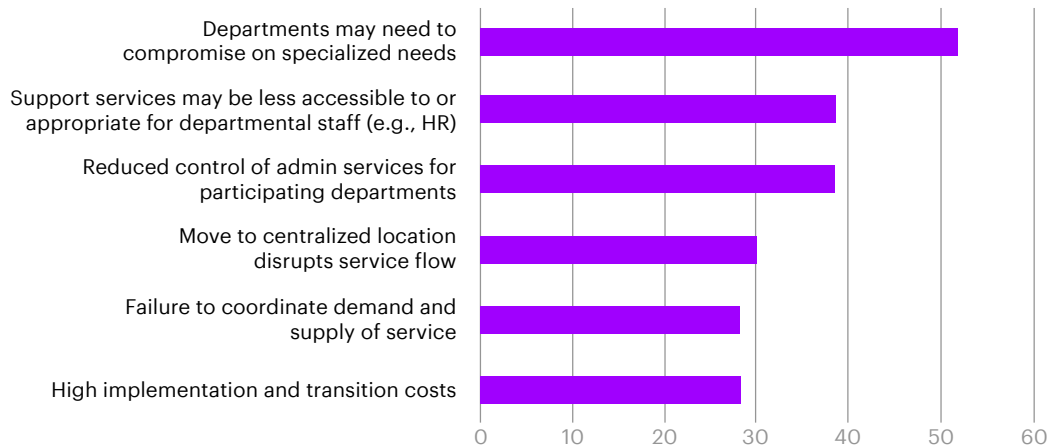 Departments may need to
compromise on specialized needs
Support services may be less accessible to or
appropriate for departmental staff (e.g., HR)
Reduced control of admin services for
participating departments
Move to centralized location
disrupts service flow
Failure to coordinate demand and
supply of service
High implementation and transition costs
0 10 20 30 40 50 60